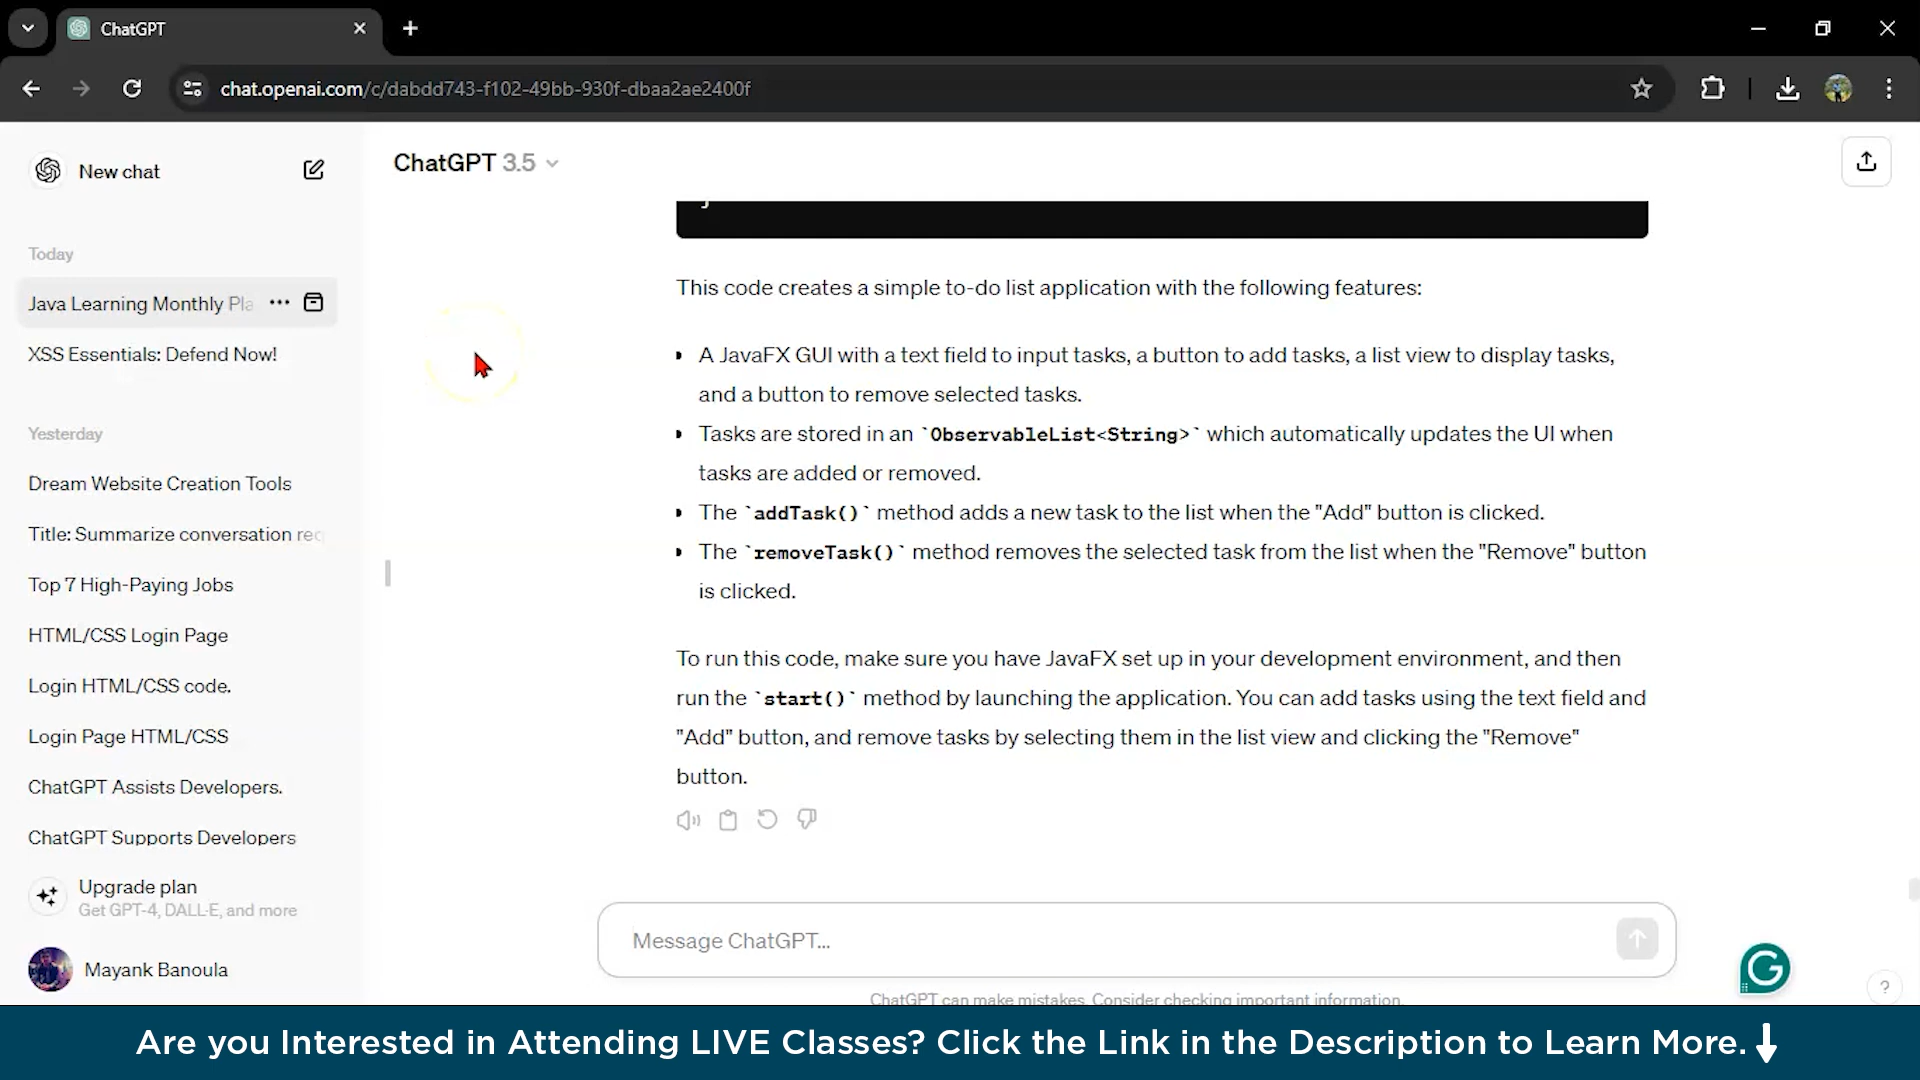 ChatGPT
chat.openai.com/c/dabdd743-f102-49bb-930f-dbaa2ae2400f
New chat
Today
Java Learning Monthly Pla
XSS Essentials: Defend Now!
Yesterday
Dream Website Creation Tools
Title: Summarize conversation req
Top 7 High-Paying Jobs
HTML/CSS Login Page
Login HTML/CSS code.
Login Page HTML/CSS
ChatGPT Assists Developers.
ChatGPT Supports Developers
Upgrade plan
Get GPT-4, DALL·E, and more
Mayank Banoula
ChatGPT 3.5
}
This code creates a simple to-do list application with the following features:
A JavaFX GUI with a text field to input tasks, a button to add tasks, a list view to display tasks,
and a button to remove selected tasks.
Tasks are stored in an `ObservableList<String>` which automatically updates the UI when
tasks are added or removed.
The `addTask()` method adds a new task to the list when the "Add" button is clicked.
The `removeTask()` method removes the selected task from the list when the "Remove" button
is clicked.
To run this code, make sure you have JavaFX set up in your development environment, and then
run the `start()` method by launching the application. You can add tasks using the text field and
"Add" button, and remove tasks by selecting them in the list view and clicking the "Remove"
button.
Message ChatGPT...
ChatGPT can make mistakes. Consider checking important information.
?
Are you Interested in Attending LIVE Classes? Click the Link in the Description to Learn More.